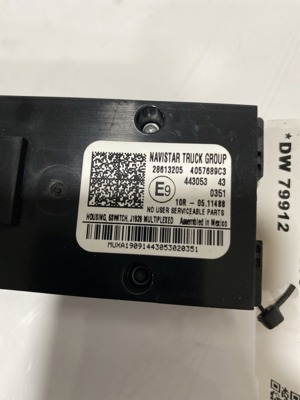 NAVISTAR TRUCK GROUP
28613205 4057689C3
443053 43
E9
0351
10R - 05.11488
NO USER SERVICEABLE PARTS
HOUSING, 6SWITCH, J1939 MULTIPLEXED Assembled in Mexico
MUXA19091443053020351
*DW 79912